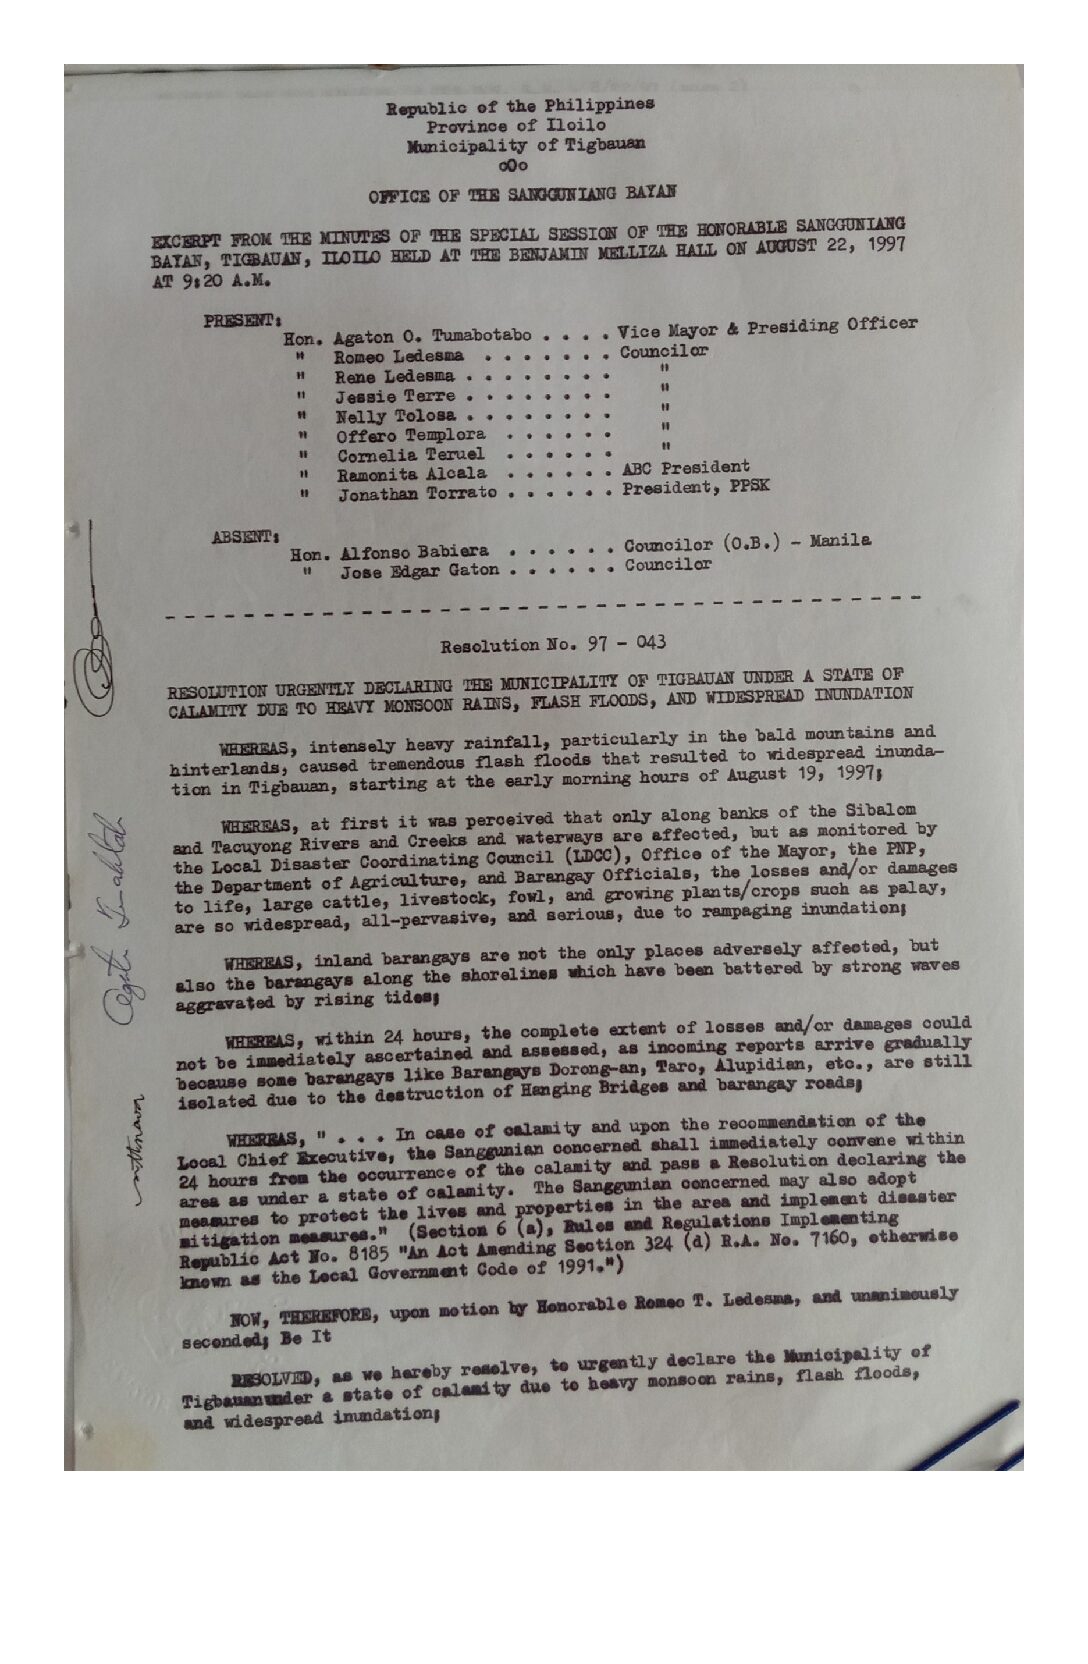 Republic of the Philippines
Province of Iloilo
Municipality of Tigbauan
oOo
OFFICE OF THE SANGGUNIANG BAYAN
EXCERPT FROM THE MINUTES OF THE SPECIAL SESSION OF THE HONORABLE SANGGUNIANG
BAYAN, TIGBAUAN, ILOILO HELD AT THE BENJAMIN MELLIZA HALL ON AUGUST 22, 1997
AT 9:20 A.M.
PRESENT:
Hon. Agaton O. Tumabotabo . . . . Vice Mayor & Presiding Officer
" Romeo Ledesma . . . . . . . Councilor
" Rene Ledesma . . . . . . . . "
" Jessie Terre . . . . . . . . "
" Nelly Tolosa . . . . . . . . "
" Offero Templora . . . . . . "
" Cornelia Teruel . . . . . . "
" Ramonita Alcala . . . . . . ABC President
" Jonathan Torrato . . . . . . President, PPSK
ABSENT:
Hon. Alfonso Babiera . . . . . . Councilor (O.B.) - Manila
" Jose Edgar Gaton . . . . . . Councilor
- - - - - - - - - - - - - - - - - - - - - - - - - - - - - - - - - - - - - -
Resolution No. 97 - 043
RESOLUTION URGENTLY DECLARING THE MUNICIPALITY OF TIGBAUAN UNDER A STATE OF
CALAMITY DUE TO HEAVY MONSOON RAINS, FLASH FLOODS, AND WIDESPREAD INUNDATION
WHEREAS, intensely heavy rainfall, particularly in the bald mountains and
hinterlands, caused tremendous flash floods that resulted to widespread inunda-
tion in Tigbauan, starting at the early morning hours of August 19, 1997;
WHEREAS, at first it was perceived that only along banks of the Sibalom
and Tacuyong Rivers and Creeks and waterways are affected, but as monitored by
the Local Disaster Coordinating Council (LDCC), Office of the Mayor, the PNP,
the Department of Agriculture, and Barangay Officials, the losses and/or damages
to life, large cattle, livestock, fowl, and growing plants/crops such as palay,
are so widespread, all-pervasive, and serious, due to rampaging inundation;
WHEREAS, inland barangays are not the only places adversely affected, but
also the barangays along the shorelines which have been battered by strong waves
aggravated by rising tides;
WHEREAS, within 24 hours, the complete extent of losses and/or damages could
not be immediately ascertained and assessed, as incoming reports arrive gradually
because some barangays like Barangays Dorong-an, Taro, Alupidian, etc., are still
isolated due to the destruction of Hanging Bridges and barangay roads;
WHEREAS, " . . . In case of calamity and upon the recommendation of the
Local Chief Executive, the Sanggunian concerned shall immediately convene within
24 hours from the occurrence of the calamity and pass a Resolution declaring the
area as under a state of calamity. The Sanggunian concerned may also adopt
measures to protect the lives and properties in the area and implement disaster
mitigation measures." (Section 6 (a), Rules and Regulations Implementing
Republic Act No. 8185 "An Act Amending Section 324 (d) R.A. No. 7160, otherwise
known as the Local Government Code of 1991.")
NOW, THEREFORE, upon motion by Honorable Romeo T. Ledesma, and unanimously
seconded; Be It
RESOLVED, as we hereby resolve, to urgently declare the Municipality of
Tigbauanunder a state of calamity due to heavy monsoon rains, flash floods,
and widespread inundation;